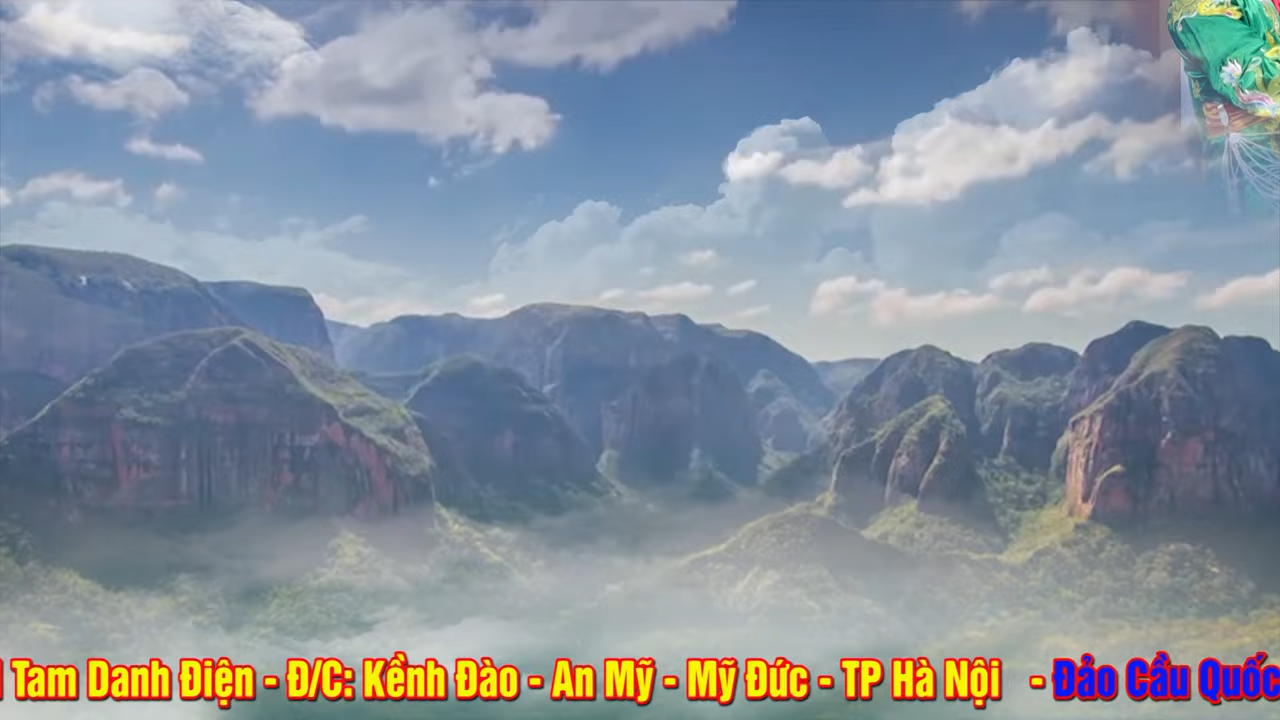 Tam Danh Điện - Đ/C: Kềnh Đào - An Mỹ - Mỹ Đức - TP Hà Nội - Đảo Cầu Quốc